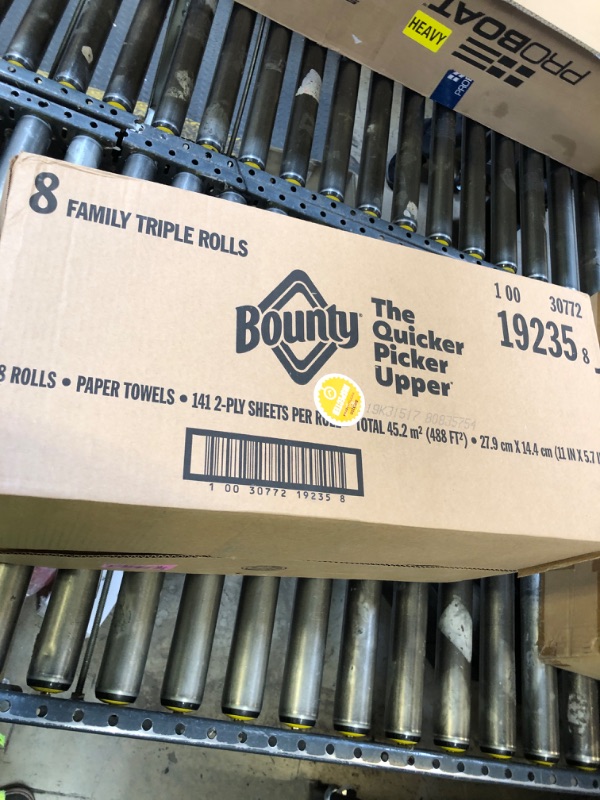 HEAVY
PROBOAT
8 FAMILY TRIPLE ROLLS
1 00 30772
19235 8
Bounty
The
Quicker
Picker
Upper
8 ROLLS • PAPER TOWELS • 141 2-PLY SHEETS PER TOTAL 45.2 m² (488 FT²) • 27.9 cm X 14.4 cm (11 IN X 5.7
1 00 30772 19235 8